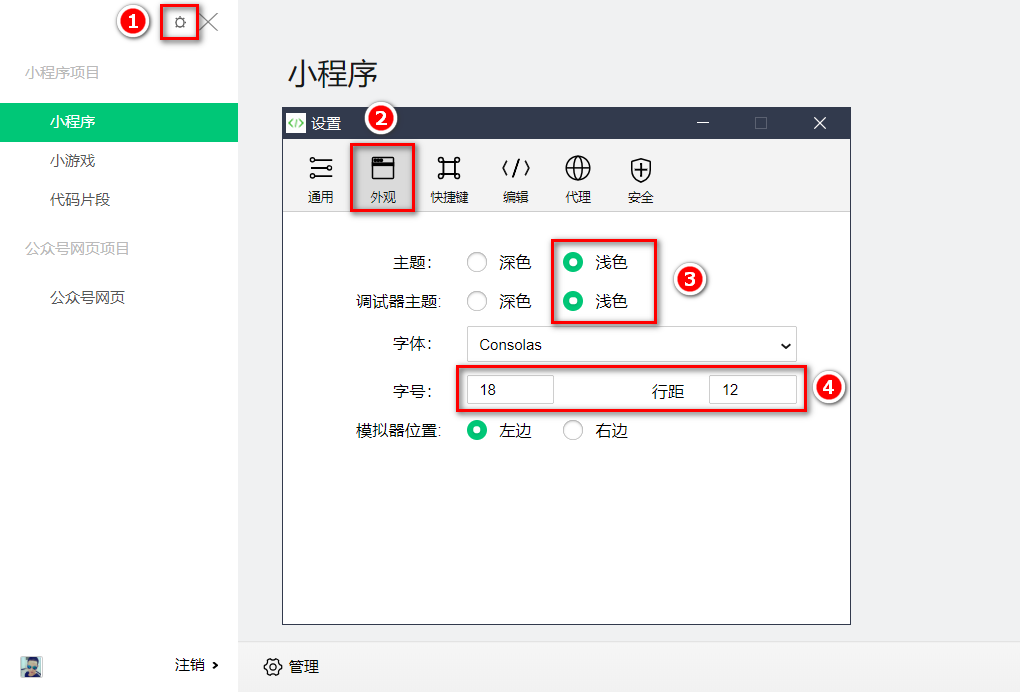 1
小程序项目
小程序
小游戏
代码片段
公众号网页项目
公众号网页
注销
小程序
设置
2
通用
外观
快捷键
编辑
代理
安全
主题: 深色 浅色
3
调试器主题: 深色 浅色
字体: Consolas
字号: 18 行距 12
4
模拟器位置: 左边 右边
管理